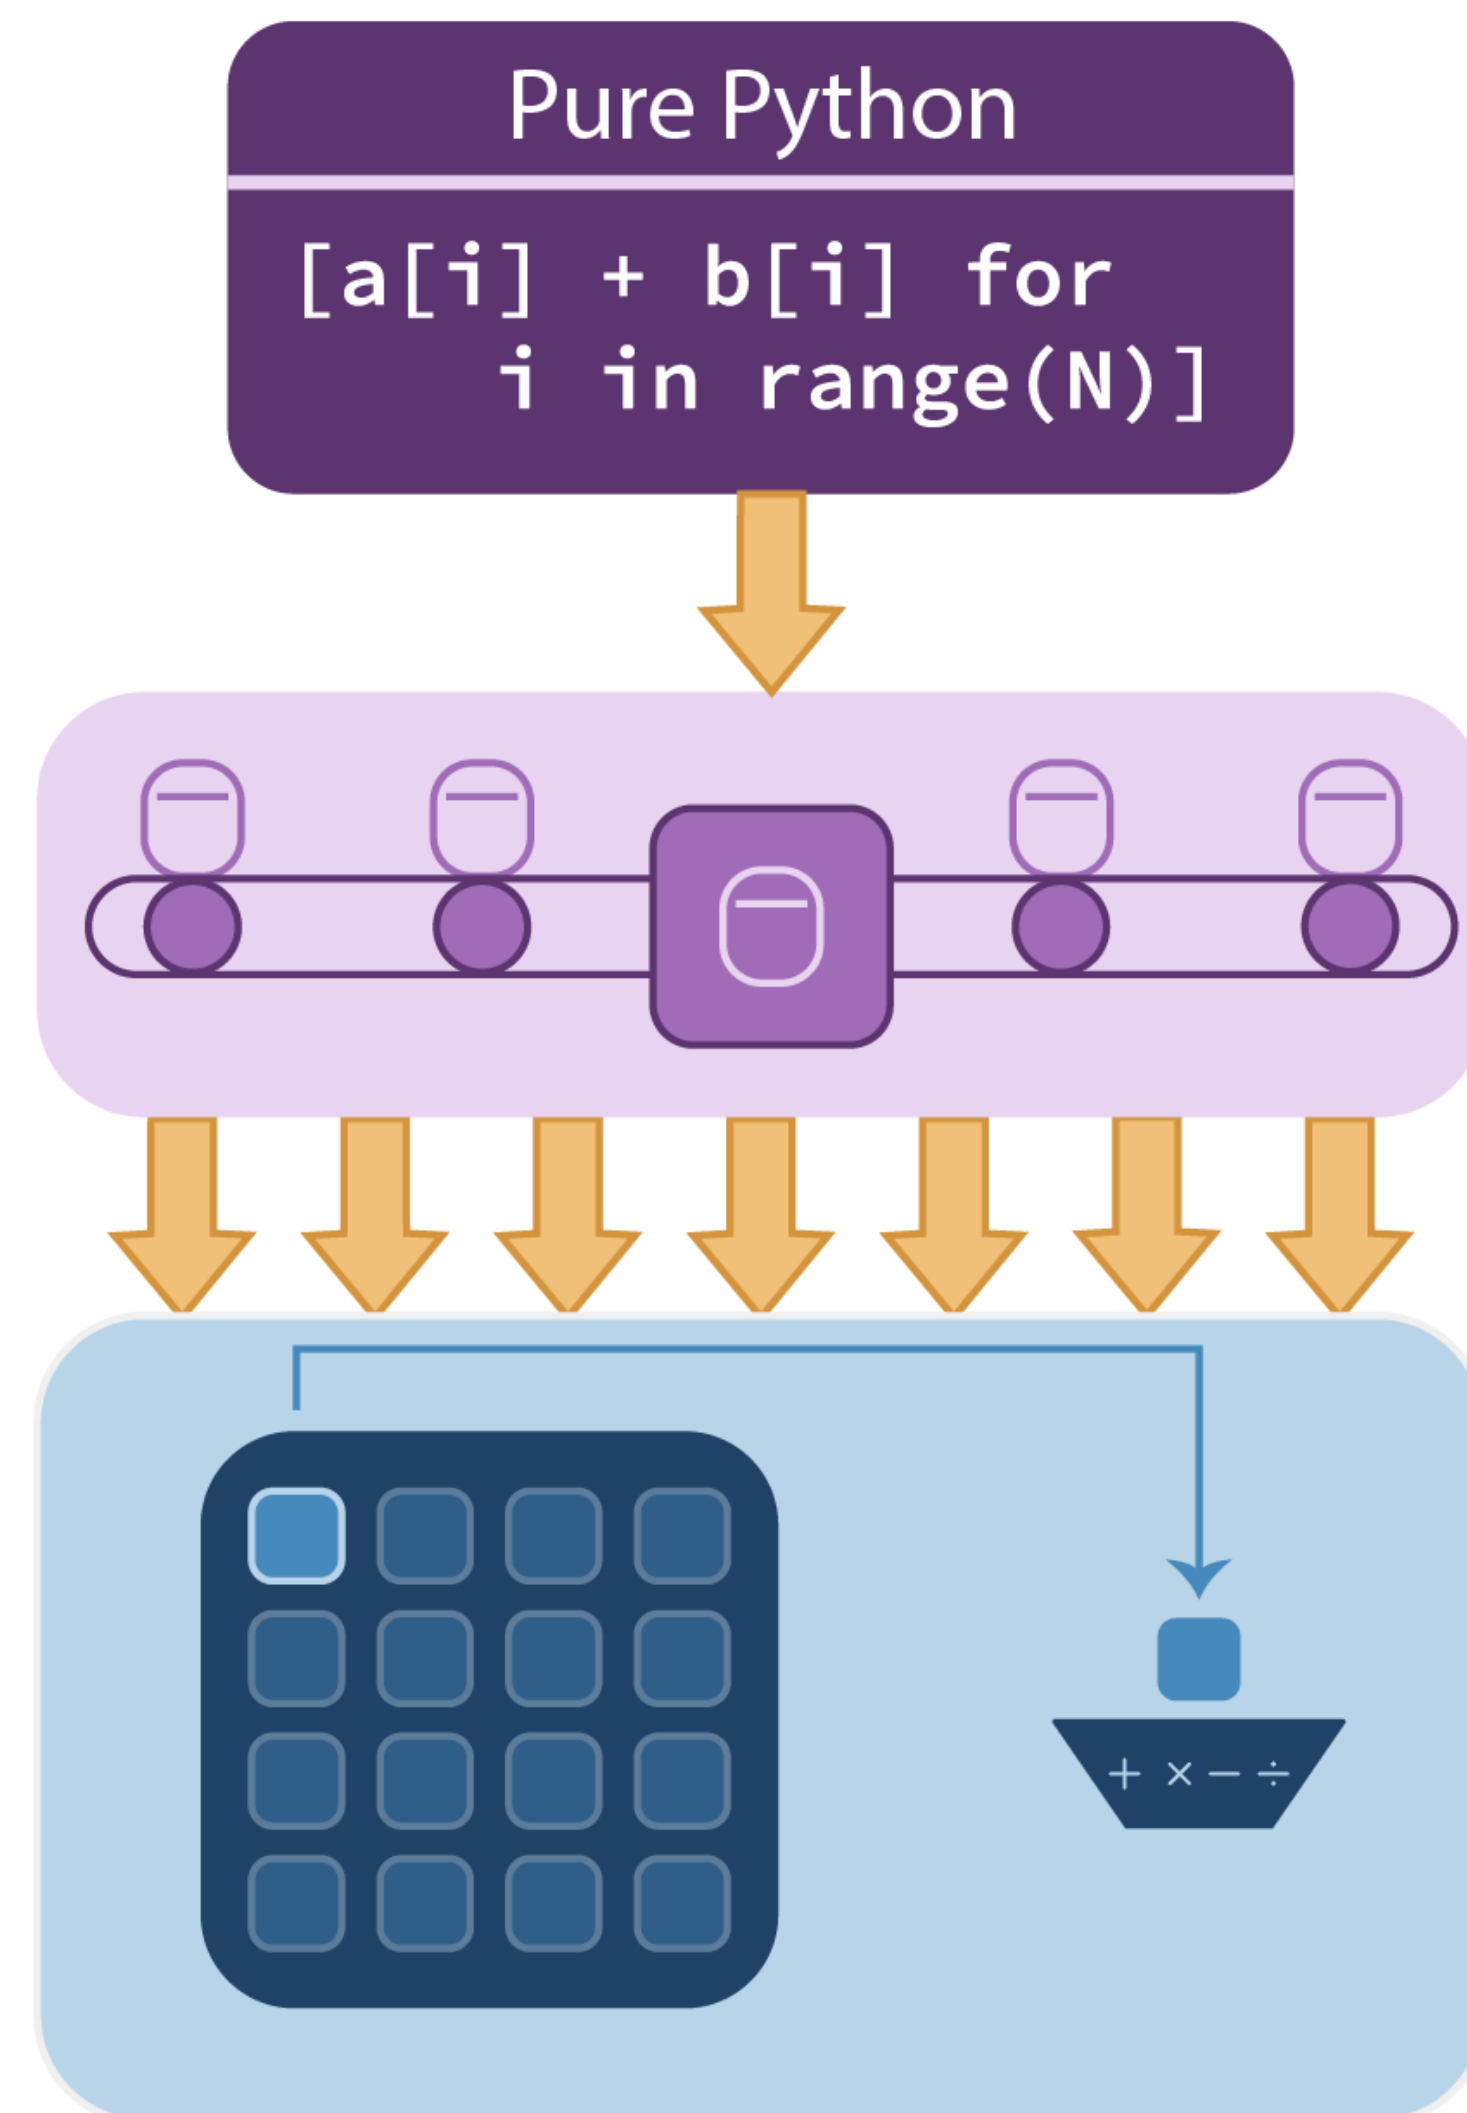 Pure Python
[a[i] + b[i] for
i in range(N)]
+ × − ÷